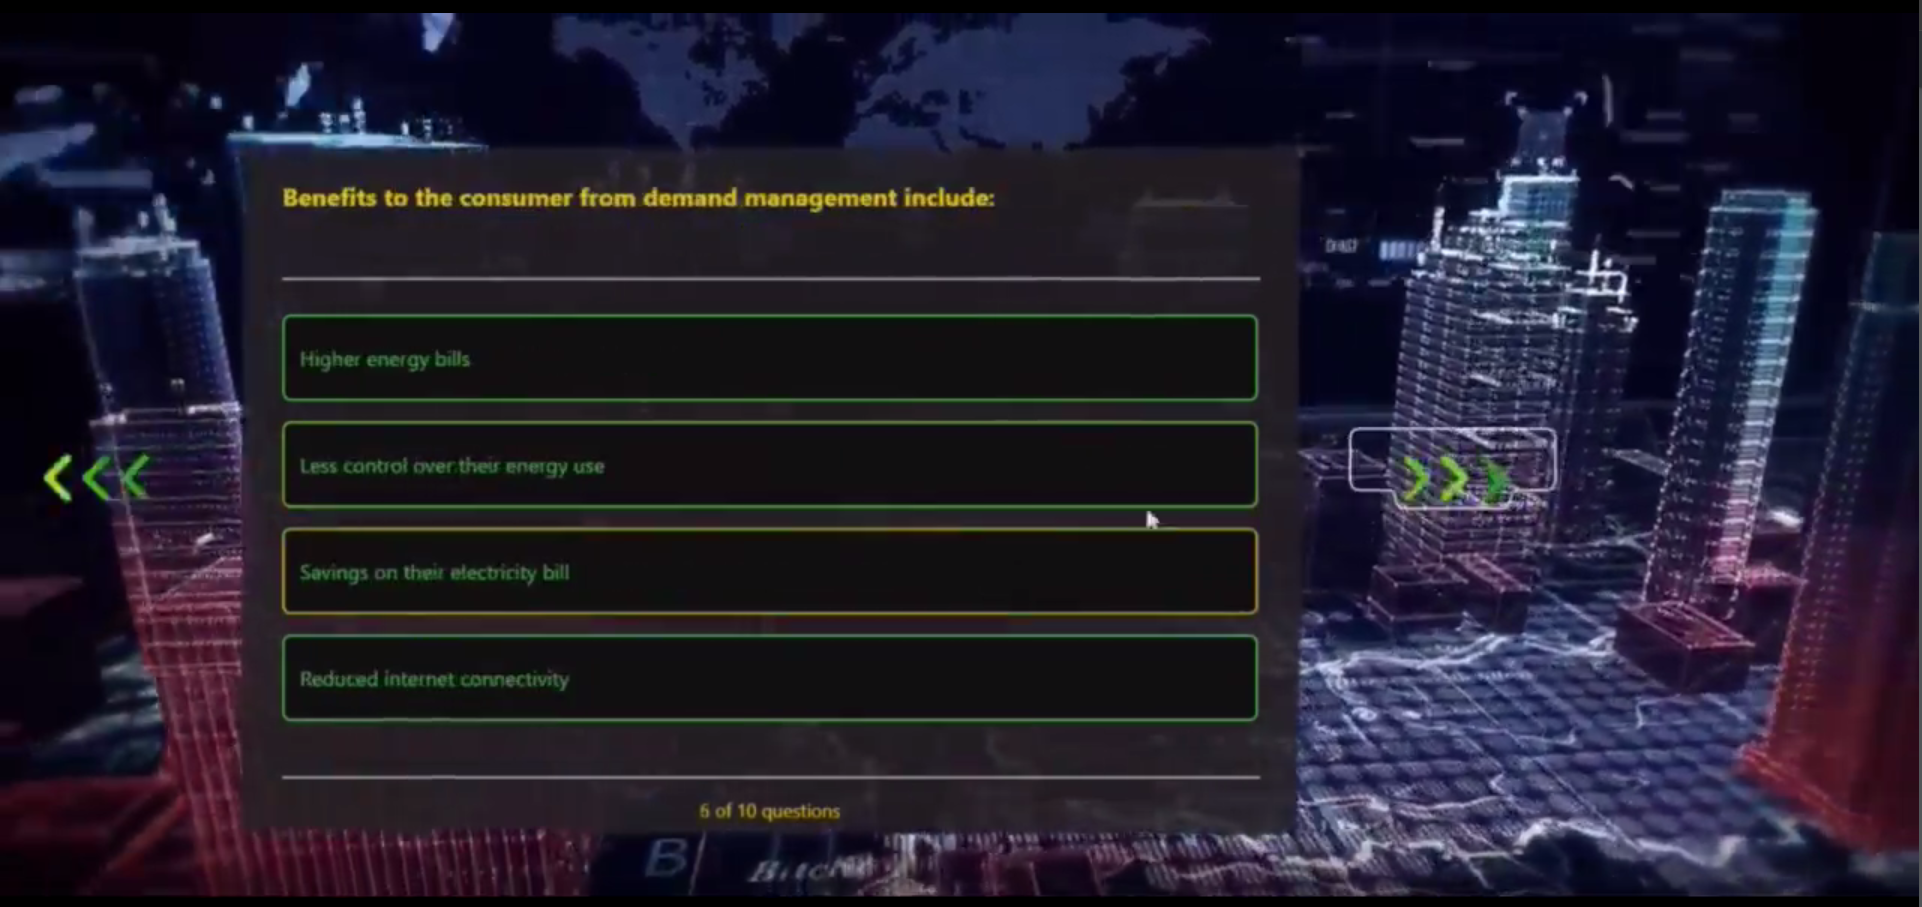 Benefits to the consumer from demand management include:
Higher energy bills
Less control over their energy use
Savings on their electricity bill
Reduced internet connectivity
6 of 10 questions
B